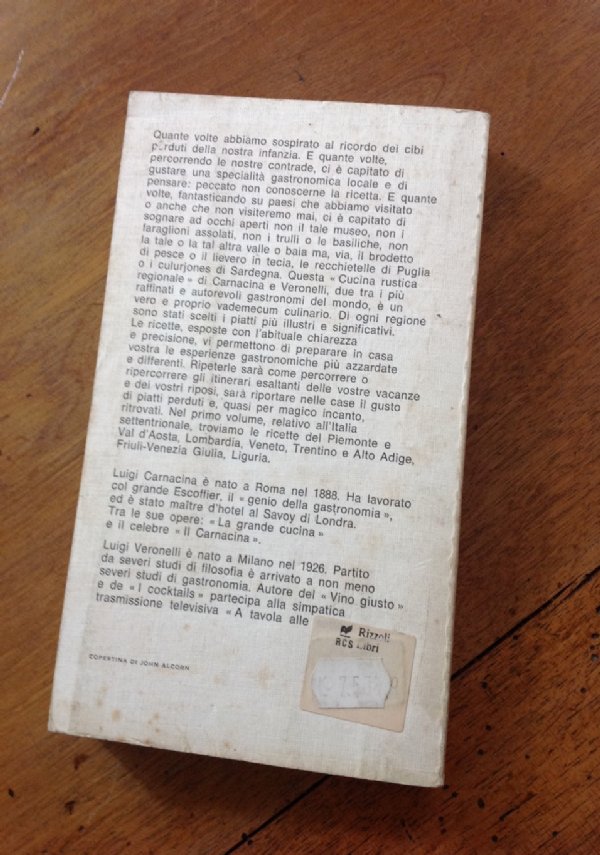 Quante volte abbiamo sospirato al ricordo dei cibi
perduti della nostra infanzia. E quante volte,
percorrendo le nostre contrade, ci è capitato di
gustare una specialità gastronomica locale e di
pensare: peccato non conoscerne la ricetta. E quante
volte, fantasticando su paesi che abbiamo visitato
o anche che non visiteremo mai, ci è capitato di
sognare ad occhi aperti non il tale museo, non i
faraglioni assolati, non i trulli o le basiliche, non
la tale o la tal altra valle o baia ma, via, il brodetto
di pesce o il lievero in tecia, le recchietelle di Puglia
o i culurjones di Sardegna. Questa « Cucina rustica
regionale » di Carnacina e Veronelli, due tra i più
raffinati e autorevoli gastronomi del mondo, è un
vero e proprio vademecum culinario. Di ogni regione
sono stati scelti i piatti più illustri e significativi.
Le ricette, esposte con l'abituale chiarezza
e precisione, vi permettono di preparare in casa
vostra le esperienze gastronomiche più azzardate
e differenti. Ripeterle sarà come percorrere o
ripercorrere gli itinerari esaltanti delle vostre vacanze
e dei vostri riposi, sarà riportare nelle case il gusto
di piatti perduti e, quasi per magico incanto,
ritrovati. Nel primo volume, relativo all'Italia
settentrionale, troviamo le ricette del Piemonte e
Val d'Aosta, Lombardia, Veneto, Trentino e Alto Adige,
Friuli-Venezia Giulia, Liguria.
Luigi Carnacina è nato a Roma nel 1888. Ha lavorato
col grande Escoffier, il « genio della gastronomia »,
ed è stato maître d'hotel al Savoy di Londra.
Tra le sue opere: « La grande cucina »
e il celebre « Il Carnacina ».
Luigi Veronelli è nato a Milano nel 1926. Partito
da severi studi di filosofia è arrivato a non meno
severi studi di gastronomia. Autore del « Vino giusto »
e de « I cocktails » partecipa alla simpatica
trasmissione televisiva « A tavola alle
Rizzoli
RCS Libri
COPERTINA DI JOHN ALCORN